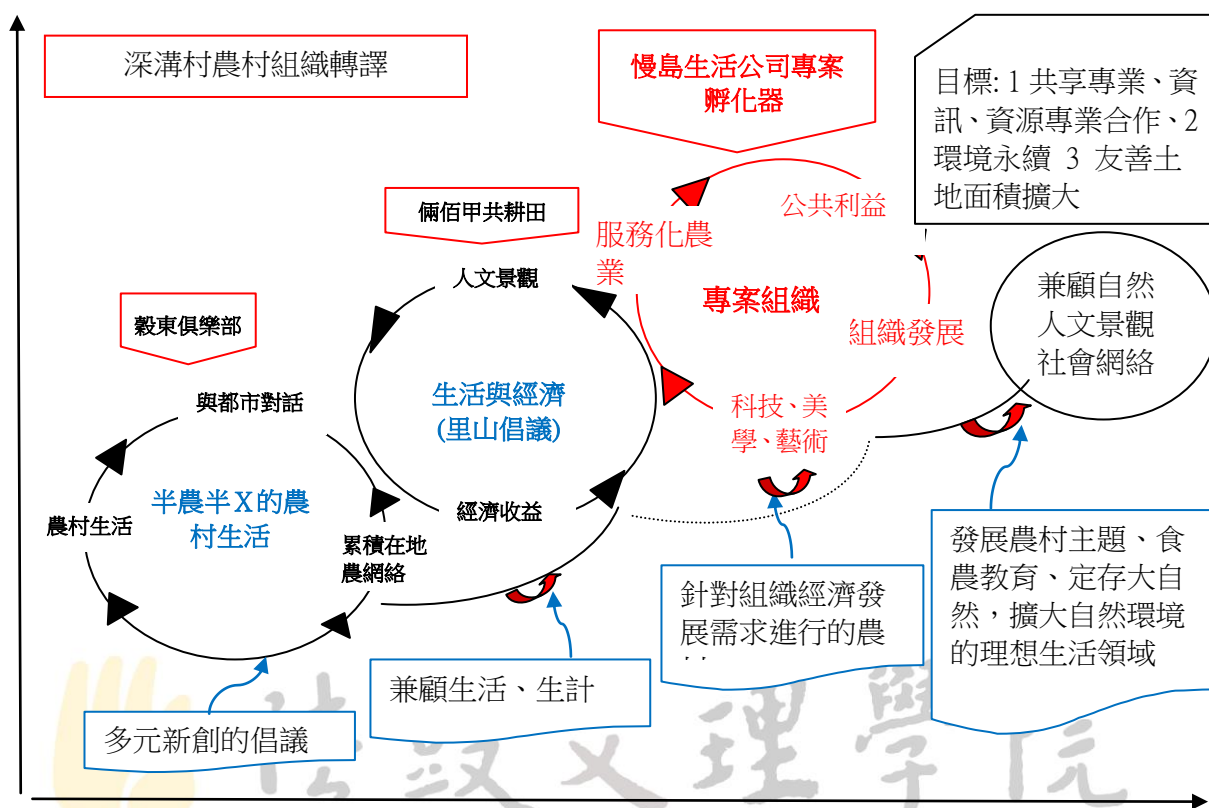 深溝村農村組織轉譯
慢島生活公司專案
孵化器
目標: 1 共享專業、資
訊、資源專業合作、2
環境永續 3 友善土
地面積擴大
倆佰甲共耕田
穀東俱樂部
人文景觀
生活與經濟
(里山倡議)
經濟收益
與都市對話
半農半X的農
村生活
農村生活
累積在地
農網絡
公共利益
服務化農
業
專案組織
組織發展
科技、美
學、藝術
兼顧自然
人文景觀
社會網絡
多元新創的倡議
兼顧生活、生計
針對組織經濟發
展需求進行的農
發展農村主題、食
農教育、定存大自
然，擴大自然環境
的理想生活領域
文理學院